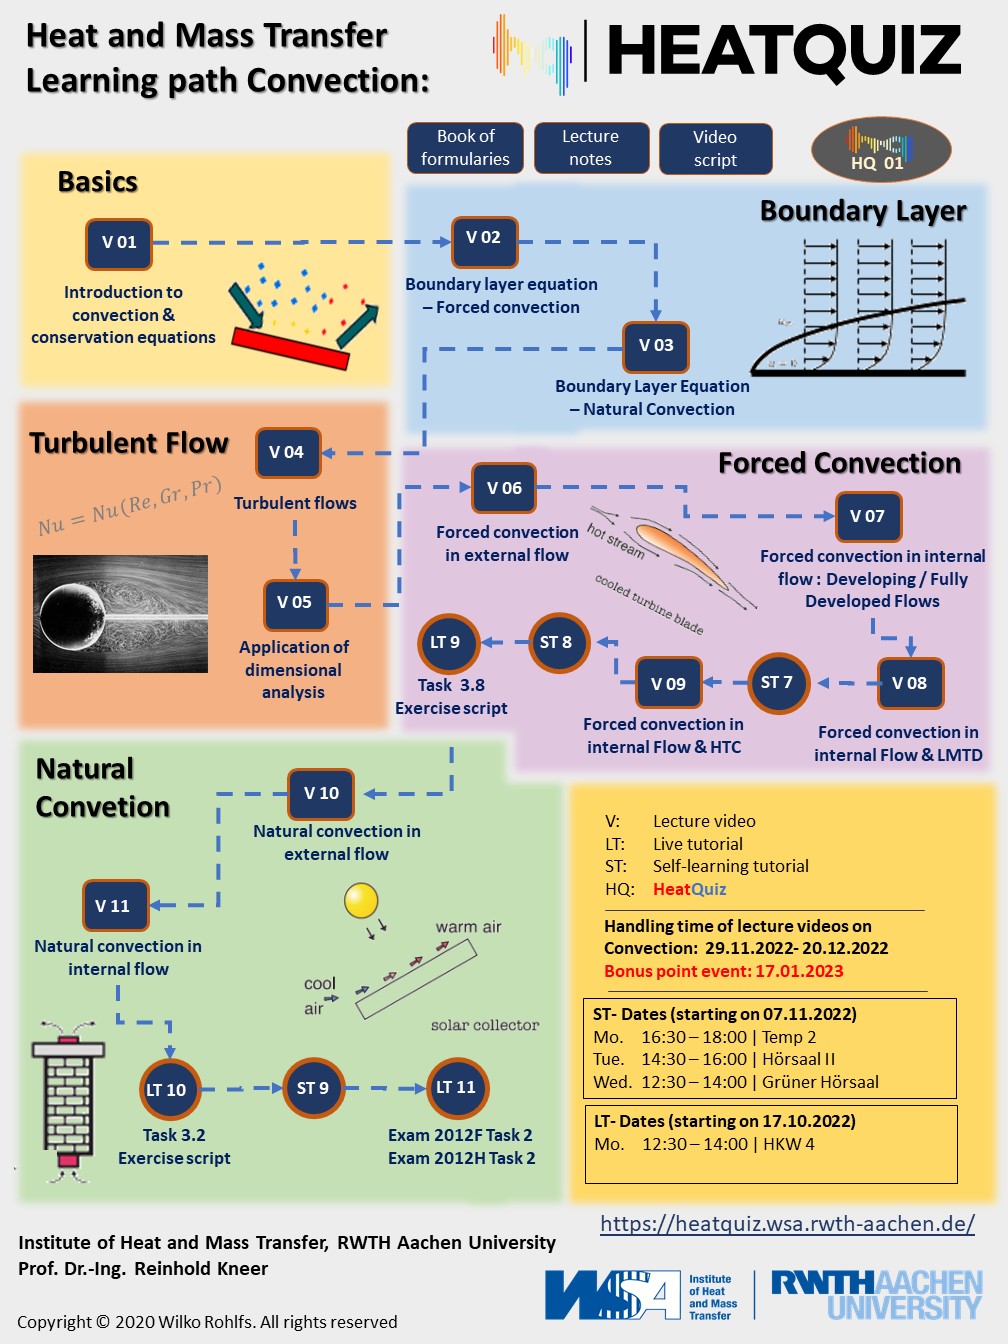 Heat and Mass Transfer
Learning path Convection:
HEATQUIZ
Book of
formularies
Lecture
notes
Video
script
HQ 01
Basics
V 01
Introduction to
convection &
conservation equations
Boundary Layer
V 02
Boundary layer equation
– Forced convection
V 03
Boundary Layer Equation
– Natural Convection
Turbulent Flow
V 04
Turbulent flows
Nu = Nu(Re, Gr, Pr)
V 05
Application of
dimensional
analysis
Forced Convection
V 06
Forced convection
in external flow
hot stream
cooled turbine blade
V 07
Forced convection in internal
flow : Developing / Fully
Developed Flows
V 08
Forced convection in
internal Flow & LMTD
ST 7
V 09
Forced convection in
internal Flow & HTC
ST 8
LT 9
Task 3.8
Exercise script
Natural
Convetion
V 10
Natural convection in
external flow
V 11
Natural convection in
internal flow
warm air
cool
air
solar collector
LT 10
Task 3.2
Exercise script
ST 9
LT 11
Exam 2012F Task 2
Exam 2012H Task 2
V: Lecture video
LT: Live tutorial
ST: Self-learning tutorial
HQ: HeatQuiz
Handling time of lecture videos on
Convection: 29.11.2022- 20.12.2022
Bonus point event: 17.01.2023
ST- Dates (starting on 07.11.2022)
Mo. 16:30 – 18:00 | Temp 2
Tue. 14:30 – 16:00 | Hörsaal II
Wed. 12:30 – 14:00 | Grüner Hörsaal
LT- Dates (starting on 17.10.2022)
Mo. 12:30 – 14:00 | HKW 4
https://heatquiz.wsa.rwth-aachen.de/
Institute of Heat and Mass Transfer, RWTH Aachen University
Prof. Dr.-Ing. Reinhold Kneer
WSA
Institute
of Heat
and Mass
Transfer
RWTH AACHEN
UNIVERSITY
Copyright © 2020 Wilko Rohlfs. All rights reserved